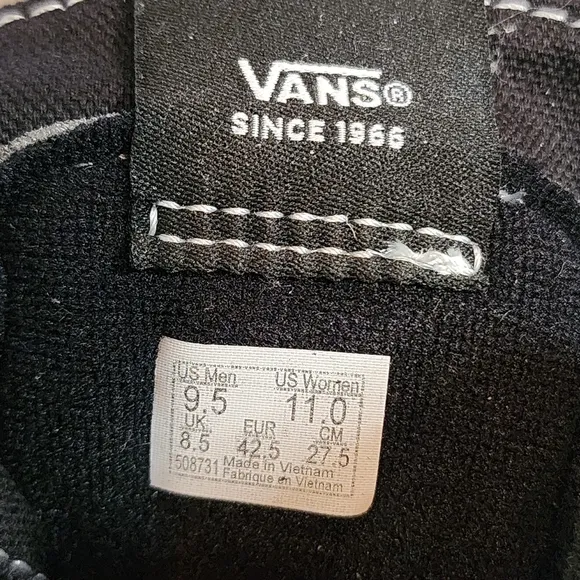 VANS®
SINCE 1966
US Men US Women
9.5 11.0
UK EUR CM
8.5 42.5 27.5
508731 Made in Vietnam
Fabriqué en Vietnam